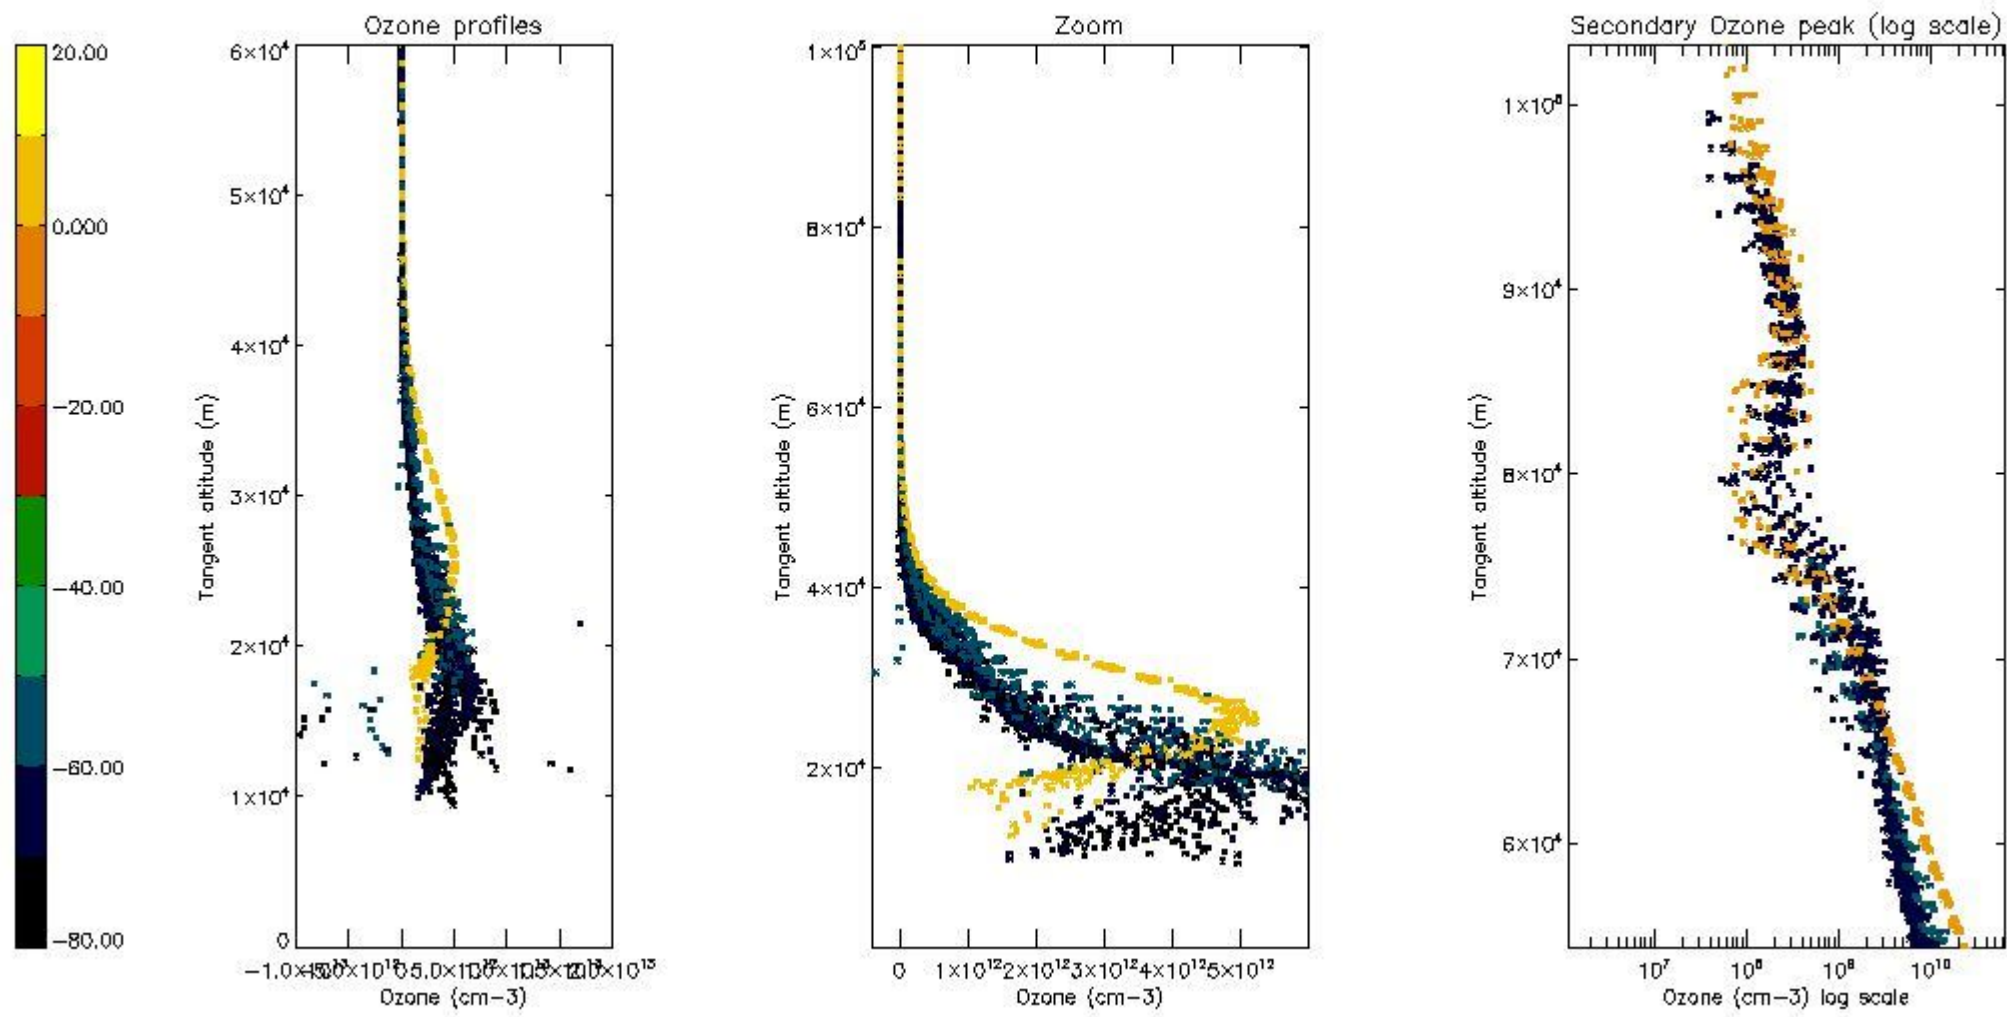 Ozone profiles
Zoom
Secondary Ozone peak (log scale)
20.00
0.000
−20.00
−40.00
−60.00
−80.00
6×10⁴
5×10⁴
4×10⁴
3×10⁴
2×10⁴
1×10⁴
0
Tangent altitude (m)
Ozone (cm−3)
1×10⁵
8×10⁴
6×10⁴
4×10⁴
2×10⁴
Tangent altitude (m)
0 1×10¹² 2×10¹² 3×10¹² 4×10¹² 5×10¹²
Ozone (cm−3)
9×10⁴
8×10⁴
7×10⁴
6×10⁴
Tangent altitude (m)
10⁷ 10⁸ 10⁹ 10¹⁰
Ozone (cm−3) log scale